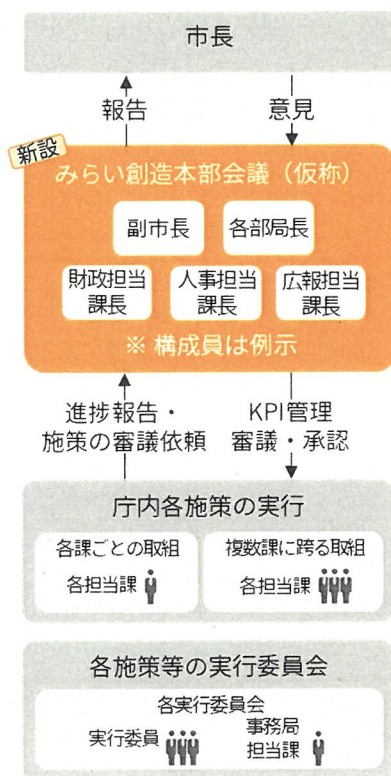 市長
報告
意見
新設
みらい創造本部会議（仮称）
副市長
各部局長
財政担当
課長
人事担当
課長
広報担当
課長
※ 構成員は例示
進捗報告・
施策の審議依頼
KPI管理
審議・承認
庁内各施策の実行
各課ごとの取組
各担当課
複数課に跨る取組
各担当課
各施策等の実行委員会
各実行委員会
実行委員
事務局
担当課